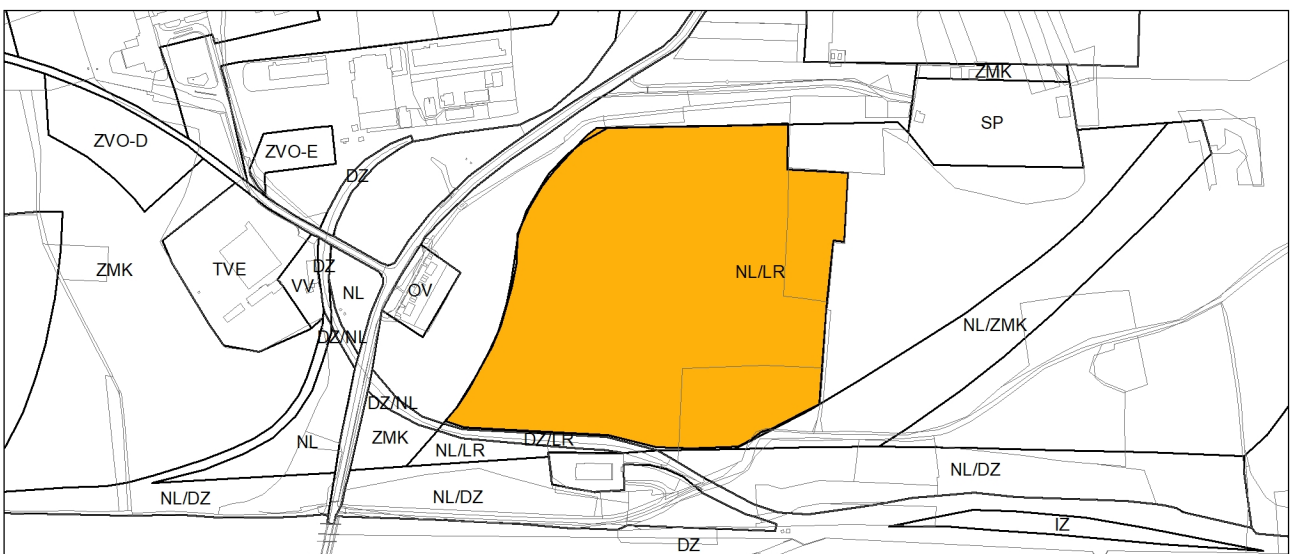 ZMK
SP
ZVO-D
ZVO-E
DZ
ZMK
TVE
DZ
VV
NL
OV
NL/LR
NL/ZMK
DZ/NL
DZ/NL
NL
ZMK
NL/LR
DZ/LR
NL/DZ
NL/DZ
NL/DZ
IZ
DZ